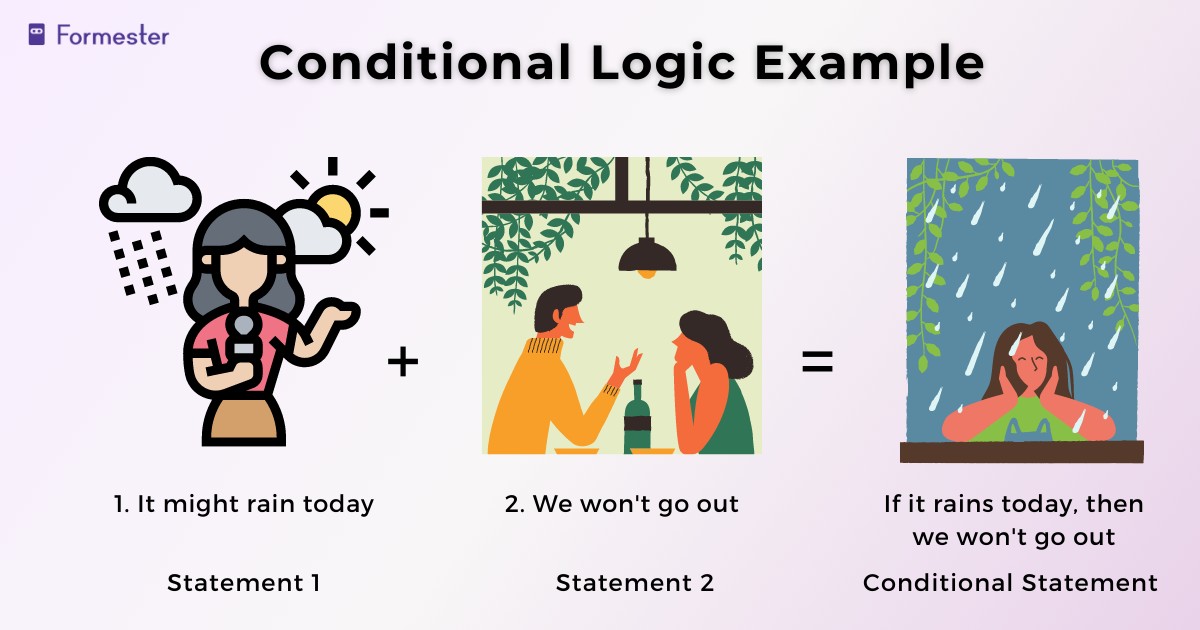 Formester
Conditional Logic Example
+
=
1. It might rain today
2. We won't go out
If it rains today, then
we won't go out
Statement 1
Statement 2
Conditional Statement